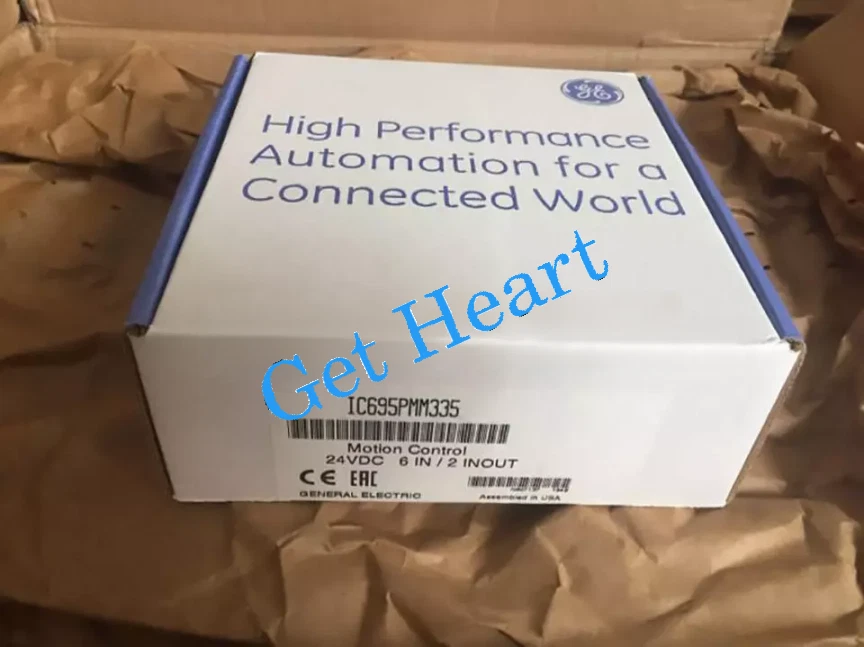 GE
High Performance
Automation for a
Connected World
Get Heart
IC695PMM335
Motion Control
24VDC 6 IN / 2 INOUT
CE EAC
GENERAL ELECTRIC
Assembled in USA